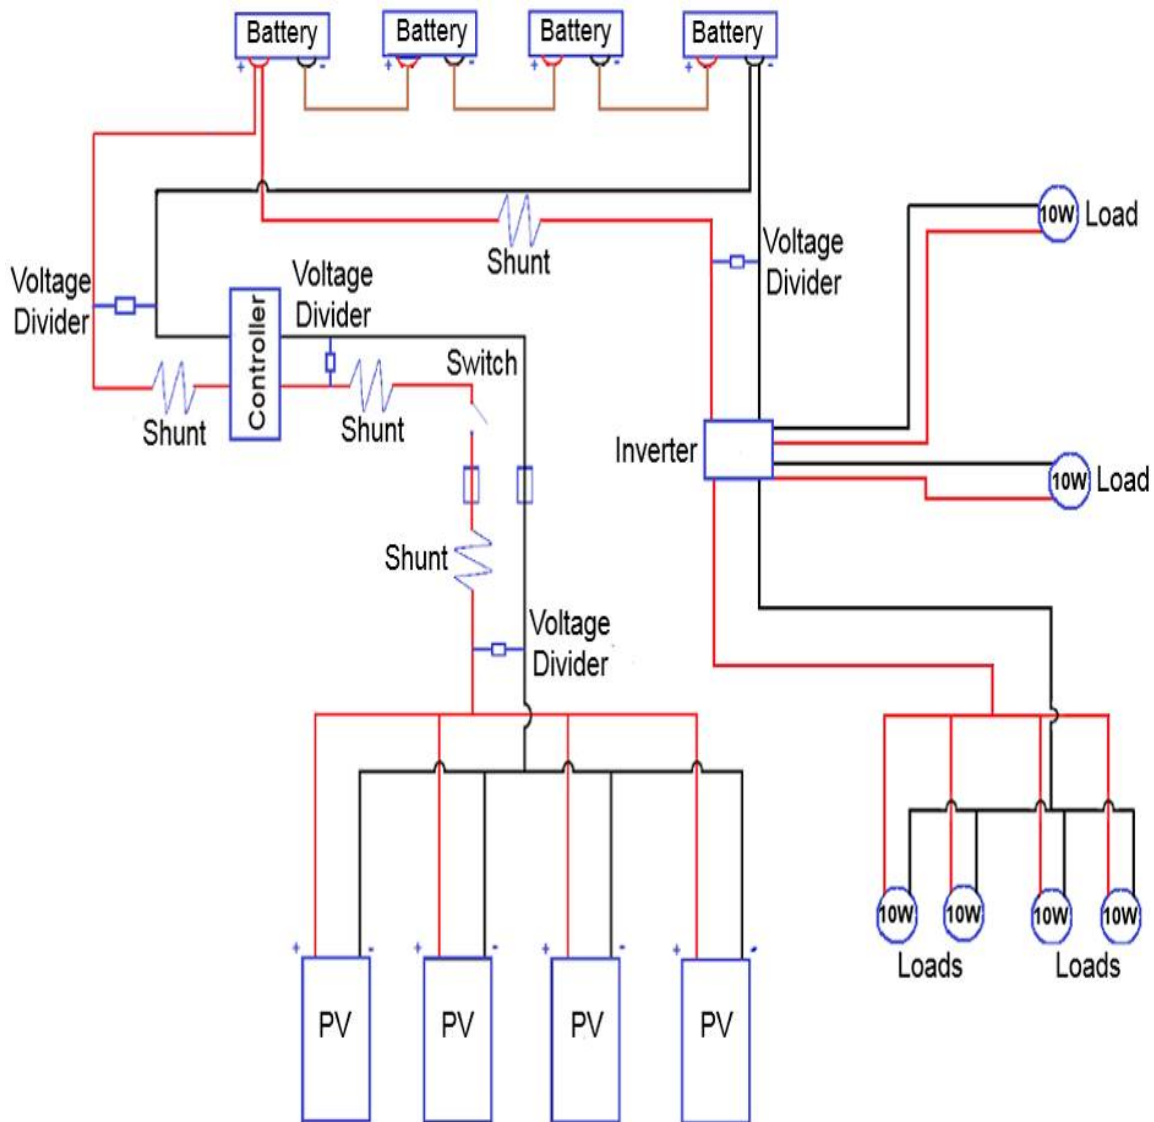 Battery
Battery
Battery
Battery
+
-
+
-
+
-
+
-
10W
Load
Shunt
Voltage
Divider
Voltage
Divider
Voltage
Divider
Controller
Switch
Shunt
Shunt
Inverter
10W
Load
Shunt
Voltage
Divider
10W
10W
10W
10W
Loads
Loads
+
-
+
-
+
-
+
-
PV
PV
PV
PV